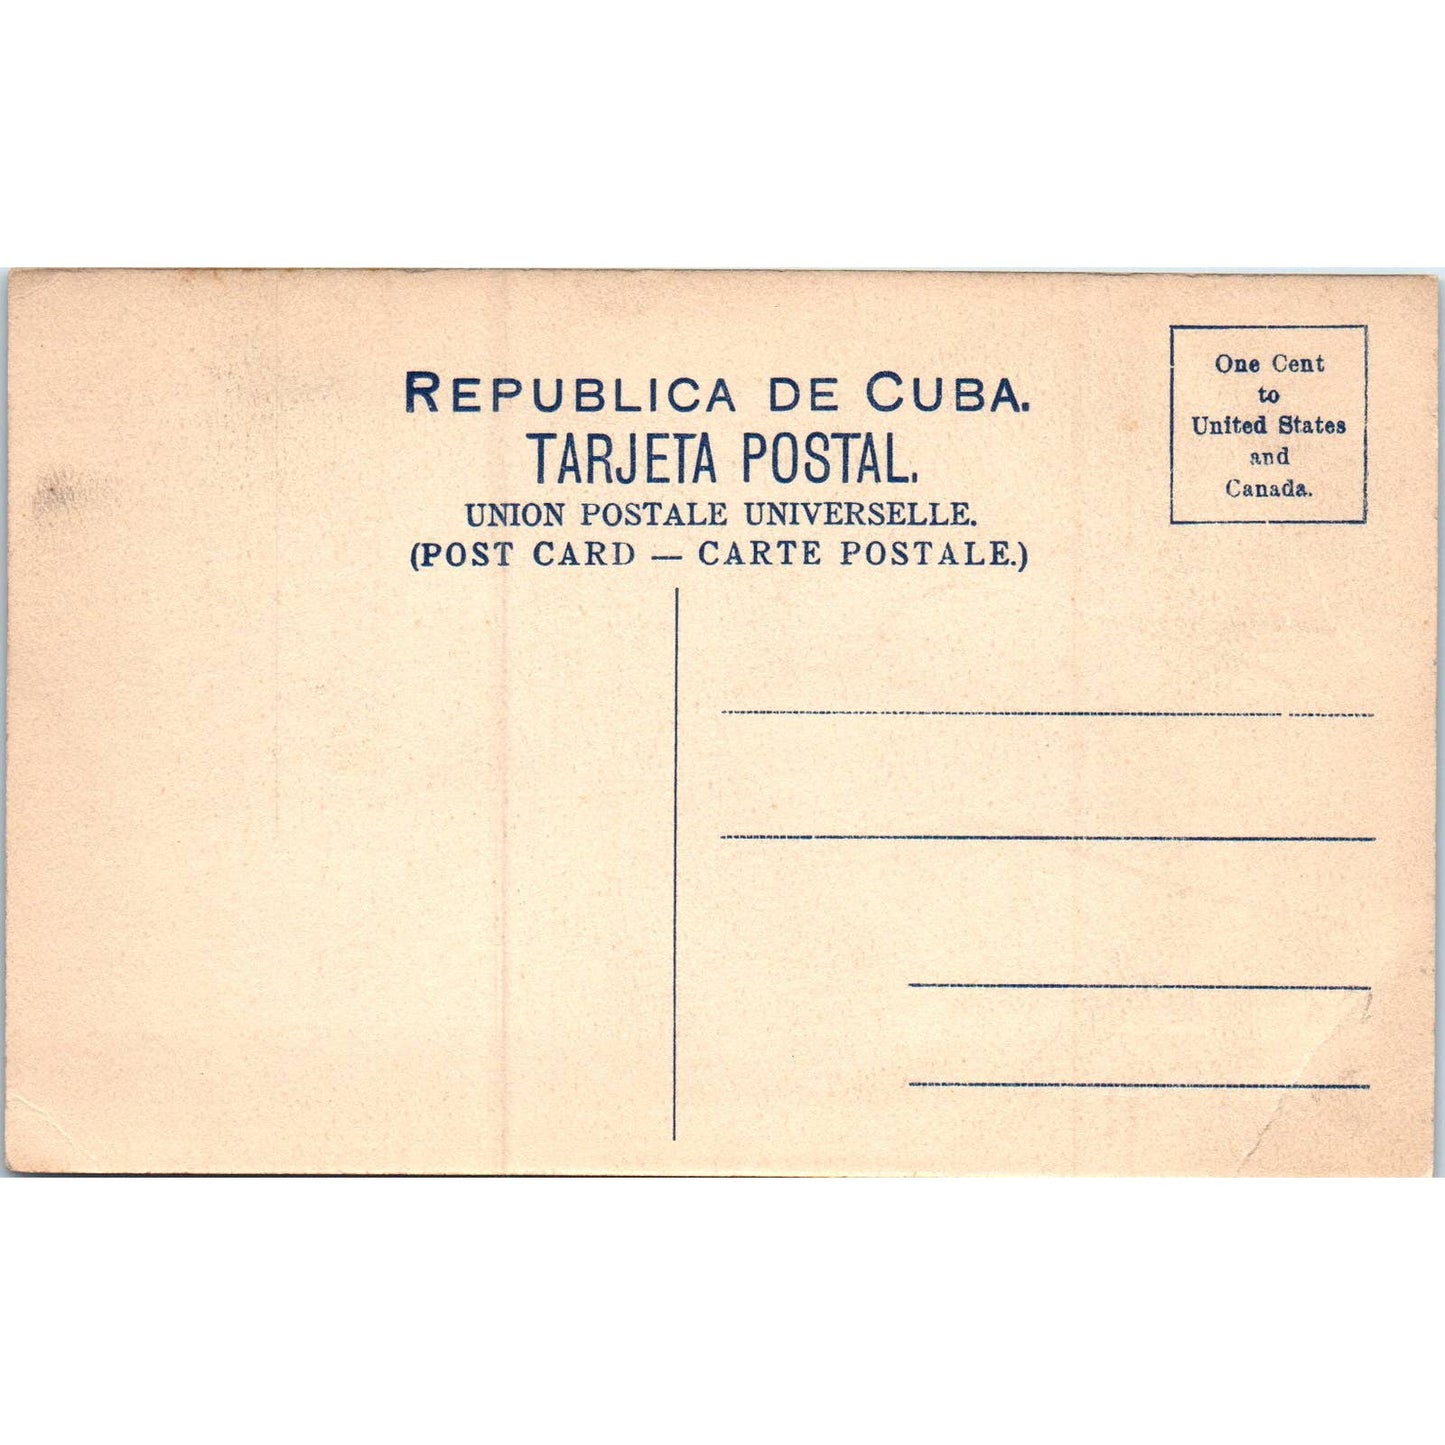 REPUBLICA DE CUBA.
TARJETA POSTAL.
UNION POSTALE UNIVERSELLE.
(POST CARD — CARTE POSTALE.)
One Cent
to
United States
and
Canada.